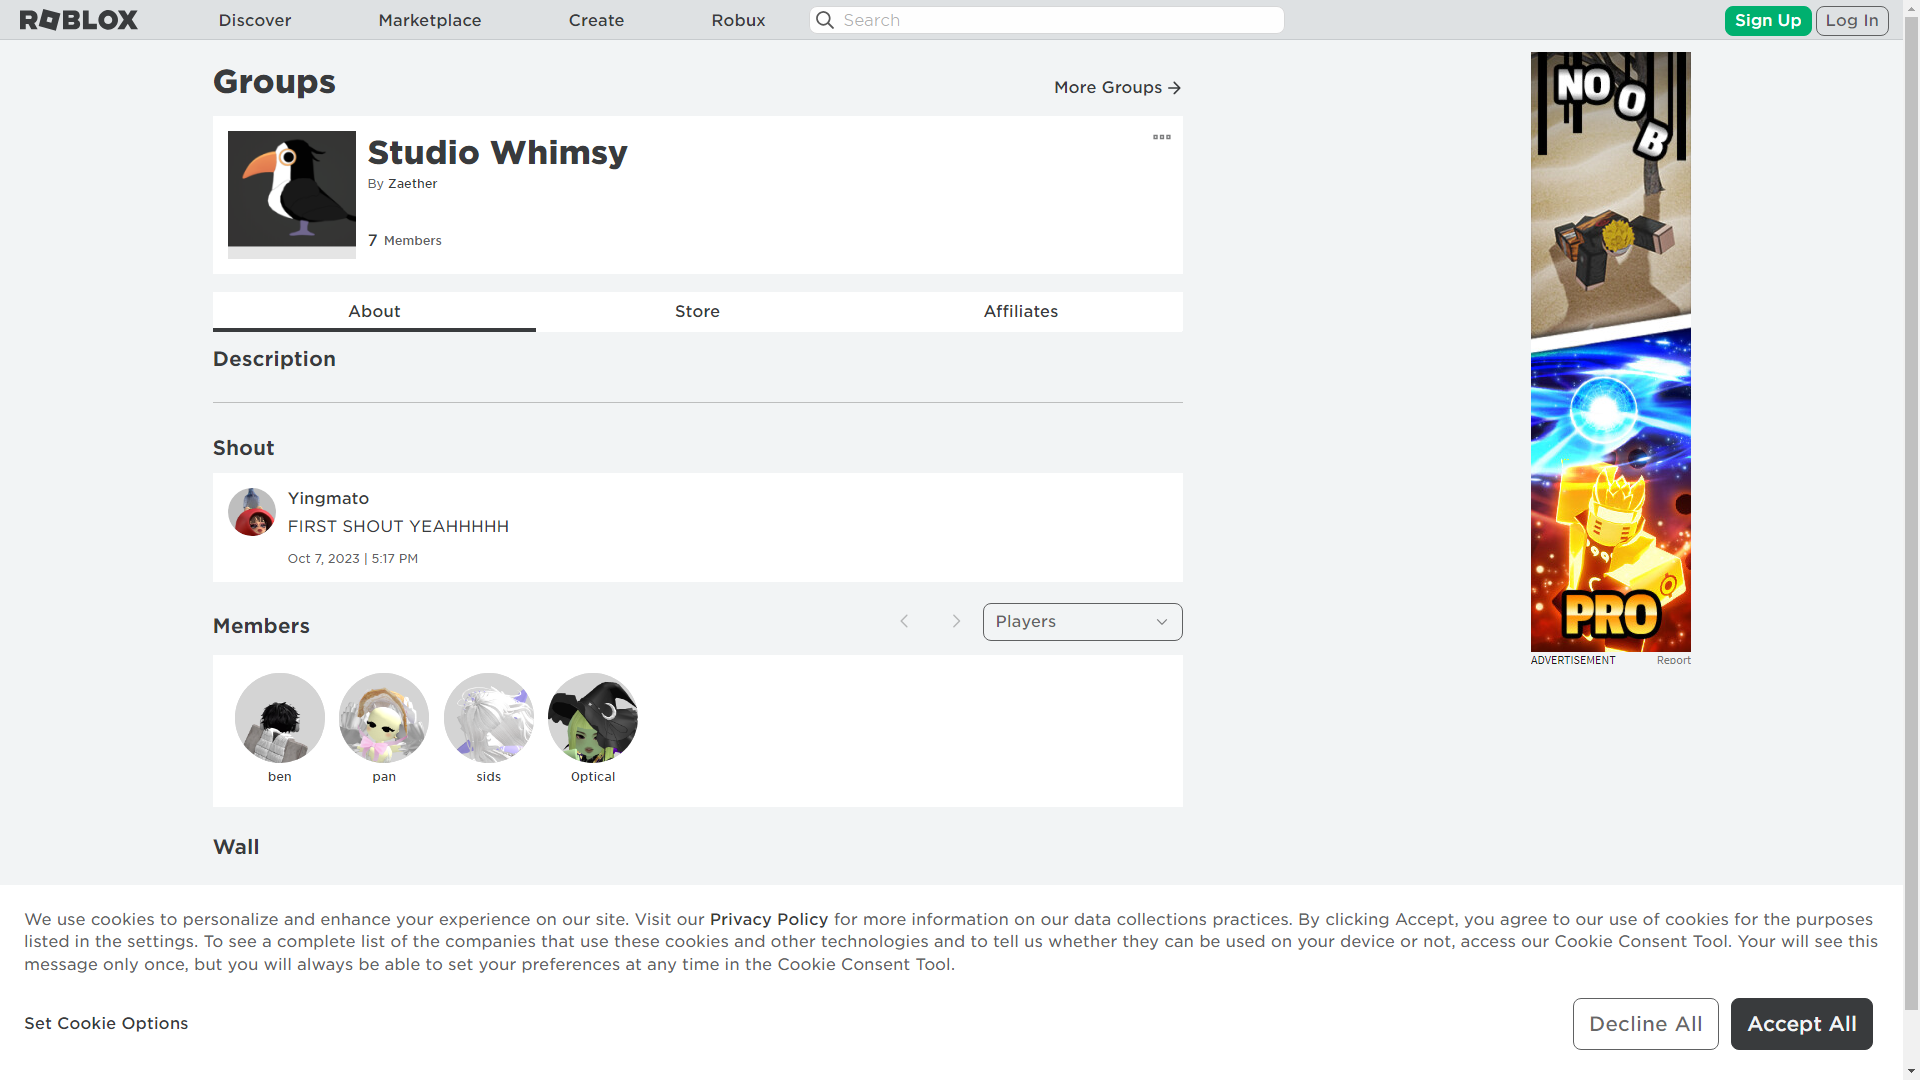 ROBLOX
Discover
Marketplace
Create
Robux
Search
Sign Up
Log In
Groups
More Groups
Studio Whimsy
By Zaether
7 Members
About
Store
Affiliates
Description
Shout
Yingmato
FIRST SHOUT YEAHHHHH
Oct 7, 2023 | 5:17 PM
Members
Players
ben
pan
sids
0ptical
Wall
NOOB
PRO
ADVERTISEMENT
Report
We use cookies to personalize and enhance your experience on our site. Visit our Privacy Policy for more information on our data collections practices. By clicking Accept, you agree to our use of cookies for the purposes
listed in the settings. To see a complete list of the companies that use these cookies and other technologies and to tell us whether they can be used on your device or not, access our Cookie Consent Tool. Your will see this
message only once, but you will always be able to set your preferences at any time in the Cookie Consent Tool.
Set Cookie Options
Decline All
Accept All